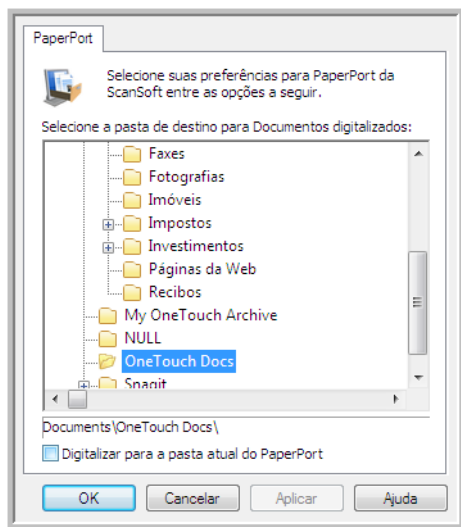 PaperPort
Selecione suas preferências para PaperPort da
ScanSoft entre as opções a seguir.
Selecione a pasta de destino para Documentos digitalizados:
Faxes
Fotografias
Imóveis
Impostos
Investimentos
Páginas da Web
Recibos
My OneTouch Archive
NULL
OneTouch Docs
Snagit
Documents\OneTouch Docs\
Digitalizar para a pasta atual do PaperPort
OK Cancelar Aplicar Ajuda